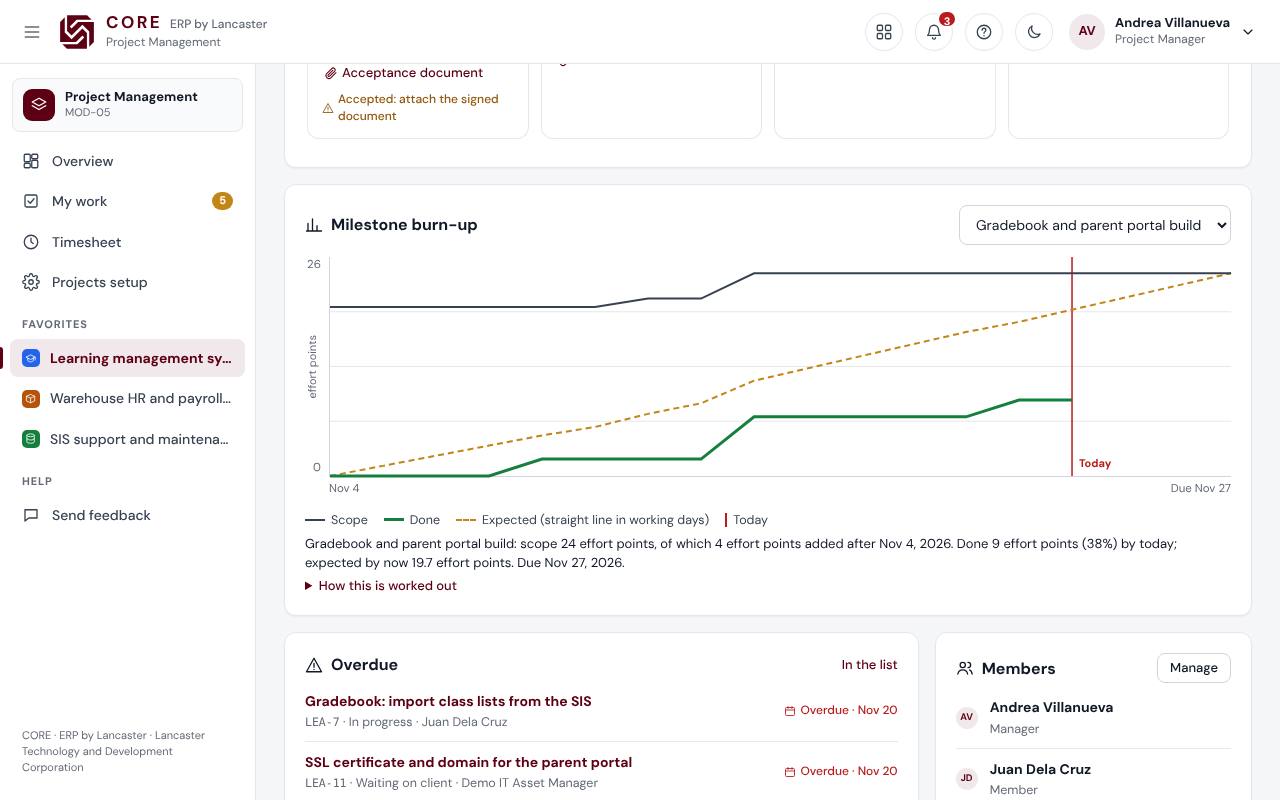 CORE ERP by Lancaster
Project Management
3
AV
Andrea Villanueva
Project Manager
Project Management
MOD-05
Overview
My work 5
Timesheet
Projects setup
FAVORITES
Learning management sy...
Warehouse HR and payroll...
SIS support and maintena...
HELP
Send feedback
CORE · ERP by Lancaster · Lancaster
Technology and Development
Corporation
Acceptance document
Accepted: attach the signed
document
Milestone burn-up
Gradebook and parent portal build
26
effort points
0
Today
Nov 4
Due Nov 27
Scope Done Expected (straight line in working days) Today
Gradebook and parent portal build: scope 24 effort points, of which 4 effort points added after Nov 4, 2026. Done 9 effort points (38%) by today;
expected by now 19.7 effort points. Due Nov 27, 2026.
How this is worked out
Overdue
In the list
Gradebook: import class lists from the SIS
LEA-7 · In progress · Juan Dela Cruz
Overdue · Nov 20
SSL certificate and domain for the parent portal
LEA-11 · Waiting on client · Demo IT Asset Manager
Overdue · Nov 20
Members
Manage
AV
Andrea Villanueva
Manager
JD
Juan Dela Cruz
Member